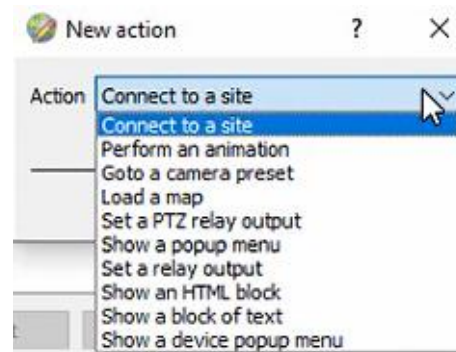 New action ?
Action Connect to a site
Connect to a site
Perform an animation
Goto a camera preset
Load a map
Set a PTZ relay output
Show a popup menu
Set a relay output
Show an HTML block
Show a block of text
Show a device popup menu